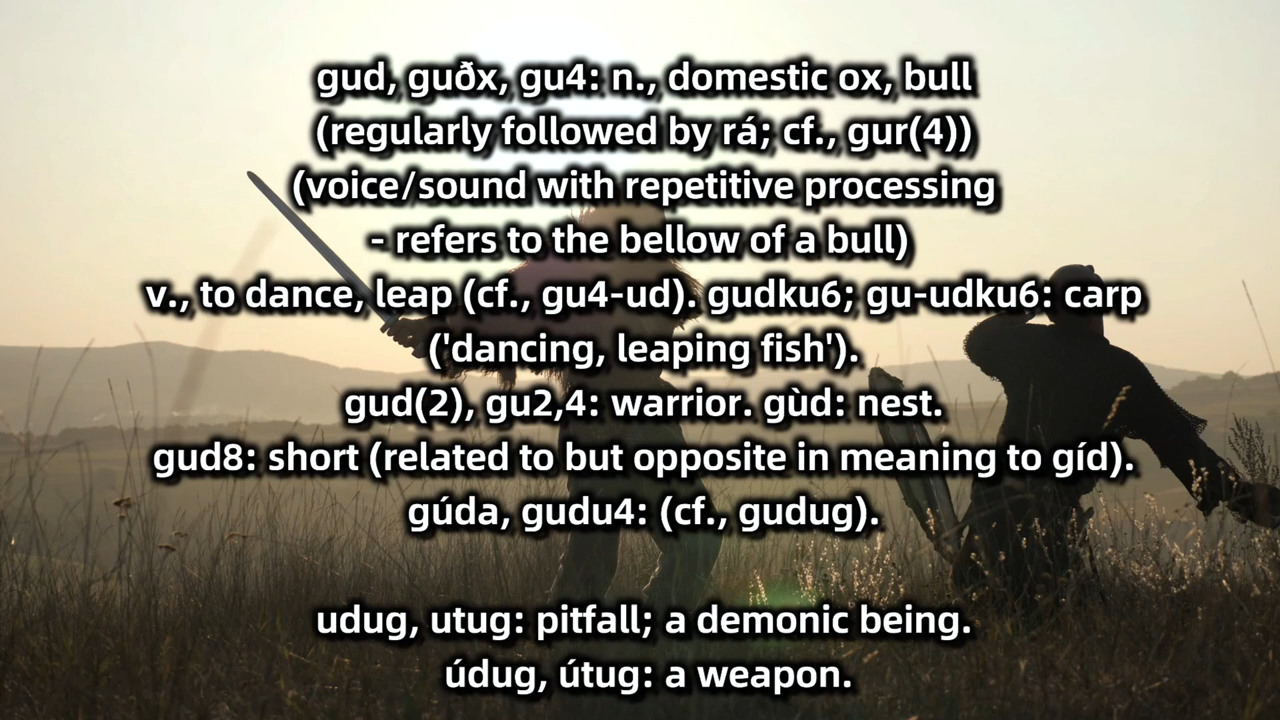 gud, guðx, gu4: n., domestic ox, bull
(regularly followed by rá; cf., gur(4))
(voice/sound with repetitive processing
- refers to the bellow of a bull)
v., to dance, leap (cf., gu4-ud). gudku6; gu-udku6: carp
('dancing, leaping fish').
gud(2), gu2,4: warrior. gùd: nest.
gud8: short (related to but opposite in meaning to gíd).
gúda, gudu4: (cf., gudug).
udug, utug: pitfall; a demonic being.
údug, útug: a weapon.